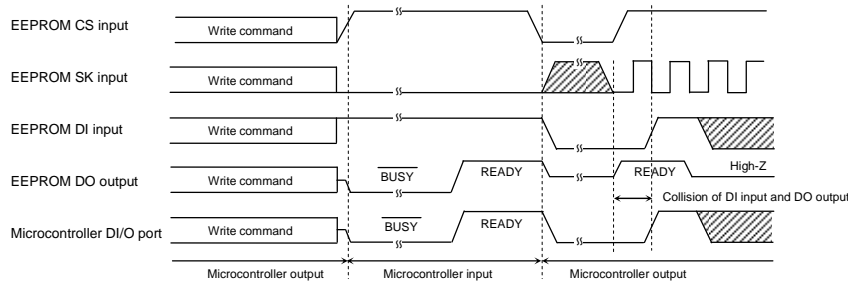 EEPROM CS input
Write command
EEPROM SK input
Write command
EEPROM DI input
Write command
EEPROM DO output
Write command
BUSY
READY
READY
High-Z
Collision of DI input and DO output
Microcontroller DI/O port
Write command
BUSY
READY
Microcontroller output
Microcontroller input
Microcontroller output